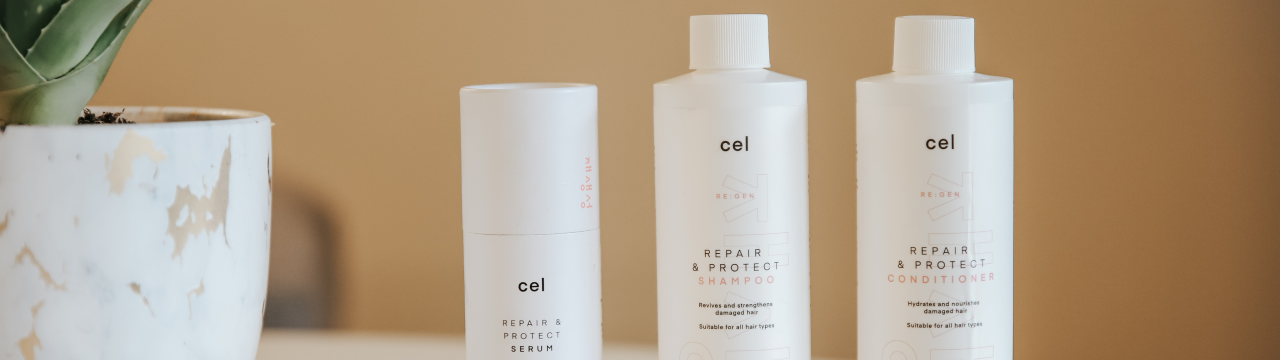 cel
REPAIR &
PROTECT
SERUM
cel
RE:GEN
REPAIR
& PROTECT
SHAMPOO
Revives and strengthens
damaged hair
Suitable for all hair types
cel
RE:GEN
REPAIR
& PROTECT
CONDITIONER
Hydrates and nourishes
damaged hair
Suitable for all hair types